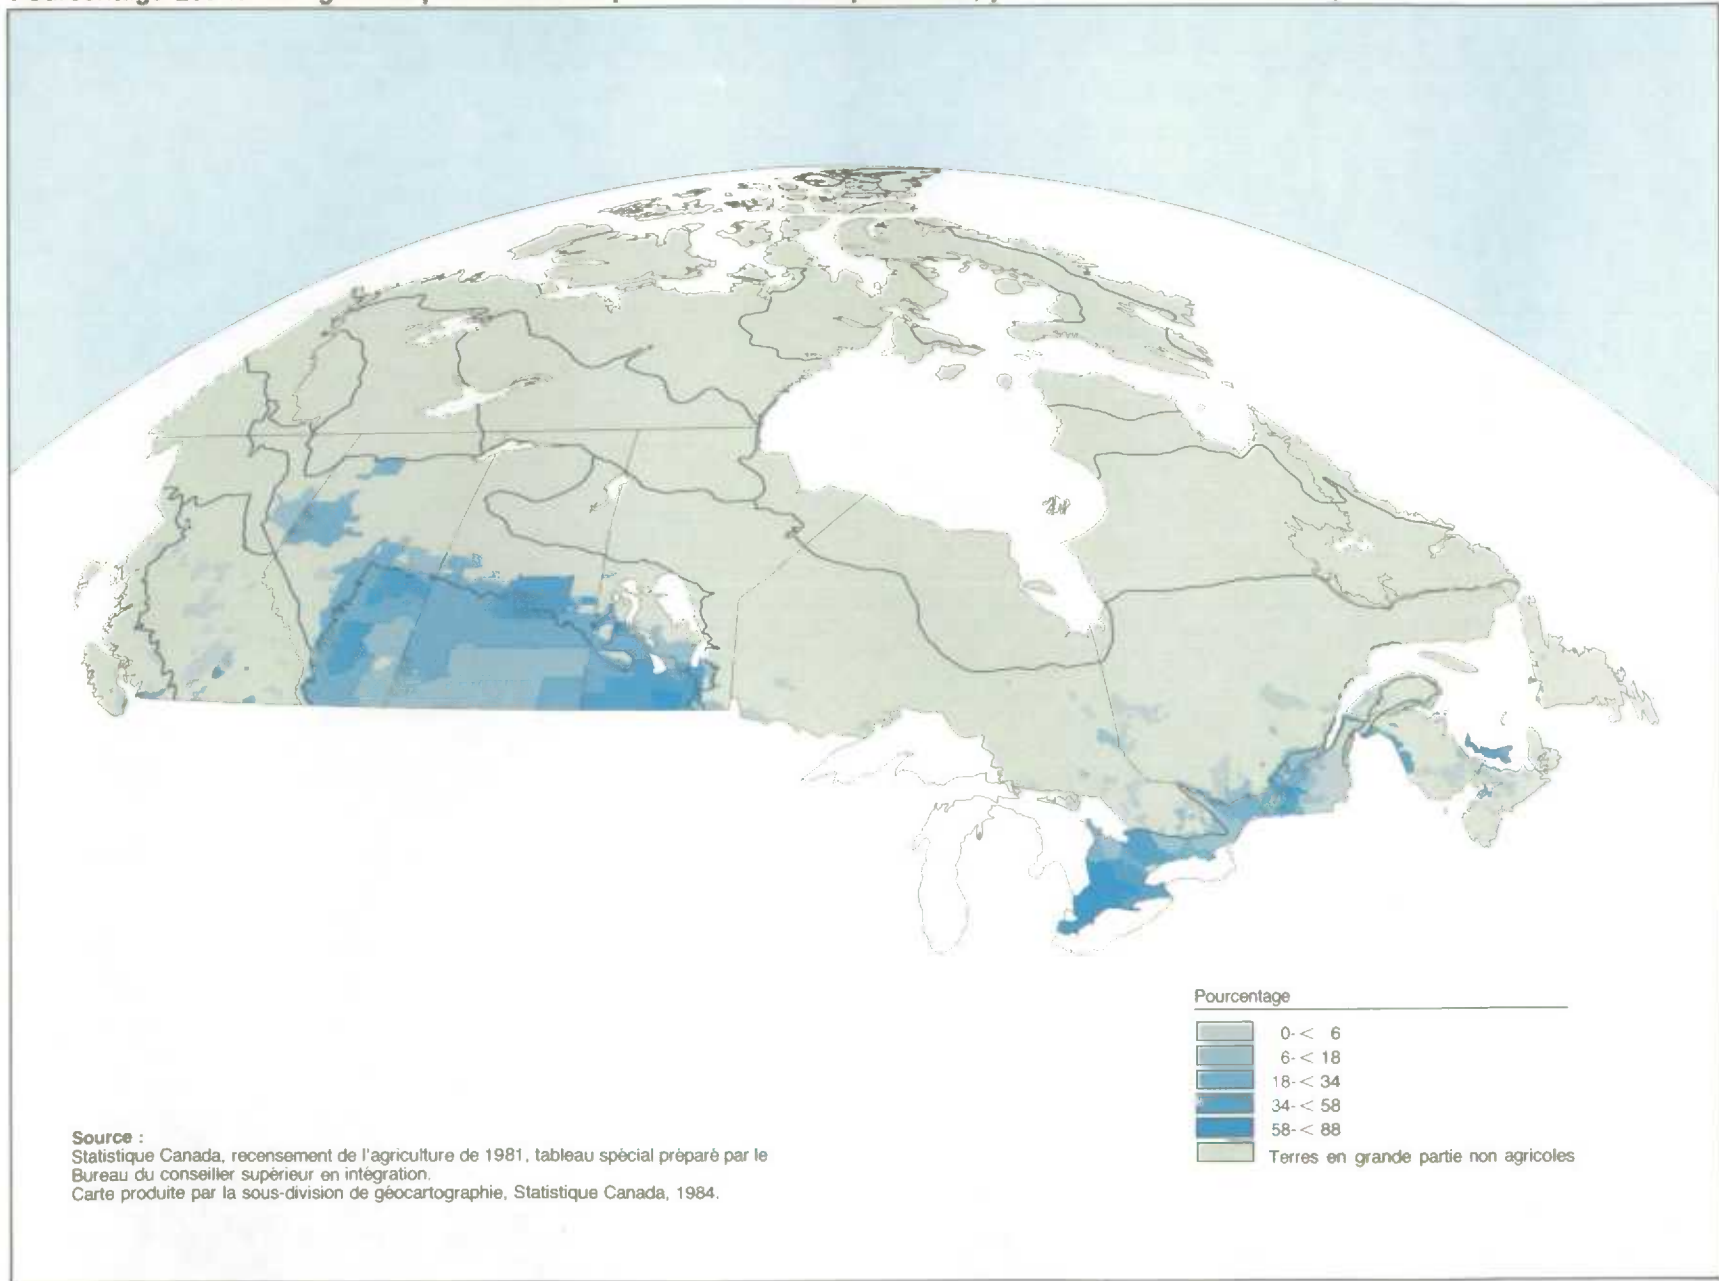 Pourcentage
0-< 6
6-< 18
18-< 34
34-< 58
58-< 88
Terres en grande partie non agricoles
Source :
Statistique Canada, recensement de l'agriculture de 1981, tableau spécial préparé par le
Bureau du conseiller supérieur en intégration.
Carte produite par la sous-division de géocartographie, Statistique Canada, 1984.